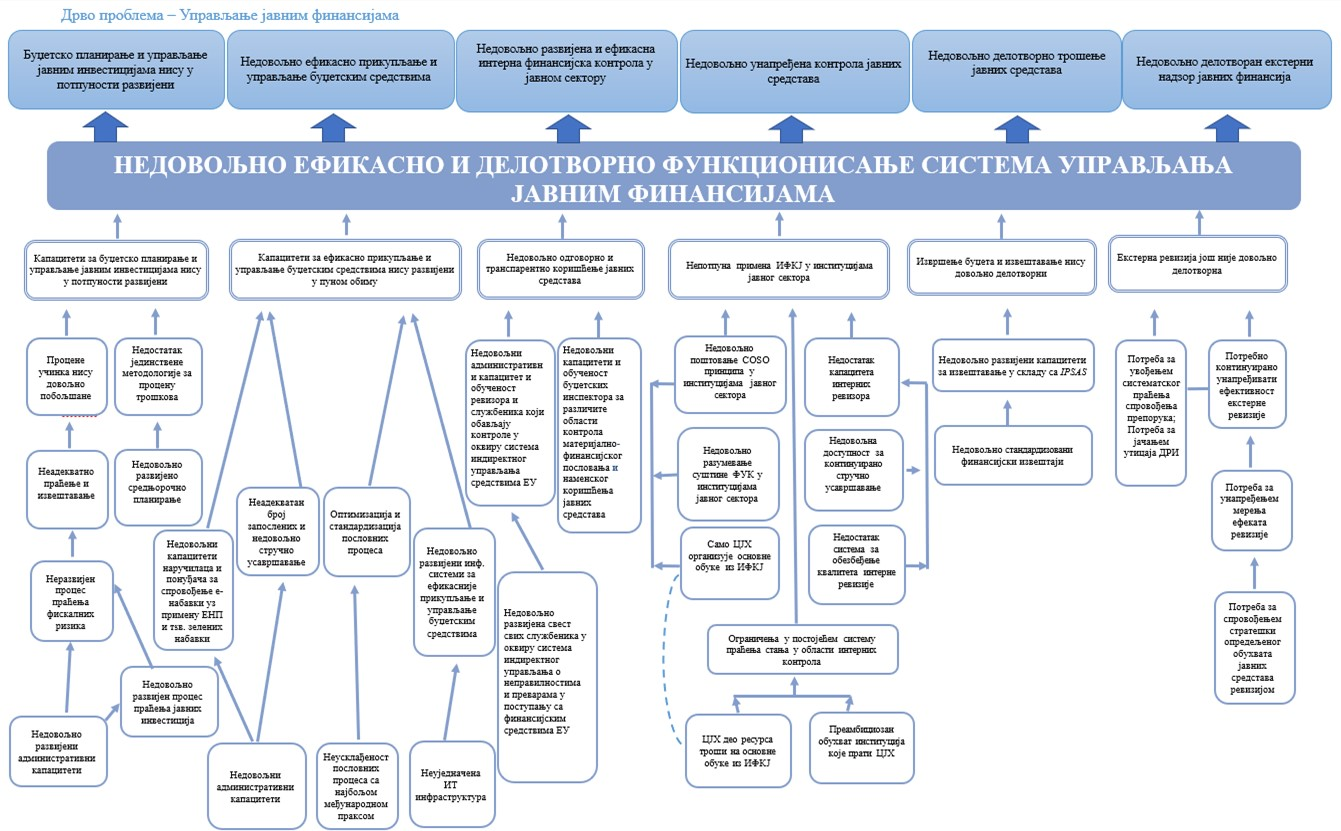 Дрво проблема – Управљање јавним финансијама
Буџетско планирање и управљање
јавним инвестицијама нису у
потпуности развијени
Недовољно ефикасно прикупљање и
управљање буџетским средствима
Недовољно развијена и ефикасна
интерна финансијска контрола у
јавном сектору
Недовољно унапређена контрола јавних
средстава
Недовољно делотворно трошење
јавних средстава
Недовољно делотворан екстерни
надзор јавних финансија
НЕДОВОЉНО ЕФИКАСНО И ДЕЛОТВОРНО ФУНКЦИОНИСАЊЕ СИСТЕМА УПРАВЉАЊА
ЈАВНИМ ФИНАНСИЈАМА
Капацитети за буџетско планирање и
управљање јавним инвестицијама нису
у потпуности развијени
Капацитети за ефикасно прикупљање и
управљање буџетским средствима нису развијени
у пуном обиму
Недовољно одговорно и
транспарентно коришћење јавних
средстава
Непотпуна примена ИФКЈ у институцијама
јавног сектора
Извршење буџета и извештавање нису
довољно делотворни
Екстерна ревизија још није довољно
делотворна
Процене
учинка нису
довољно
побољшане
Недостатак
јединствене
методологије за
процену
трошкова
Недовољни
административн
и капацитет и
обученост
ревизора и
службеника који
обављају
контроле у
оквиру система
индиректног
управљања
средствима ЕУ
Недовољни
капацитети и
обученост
буџетских
инспектора за
различите
области
контрола
материјално-
финансијског
пословања и
наменског
коришћења
јавних
средстава
Недовољно
поштовање COSO
принципа у
институцијама јавног
сектора
Недостатак
капацитета
интерних
ревизора
Недовољно развијени капацитети
за извештавање у складу са IPSAS
Потреба за
увођењем
систематског
праћења
спровођења
препорука;
Потреба за
јачањем
утицаја ДРИ
Потребно
континуирано
унапређивати
ефективност
екстерне
ревизије
Неадекватно
праћење и
извештавање
Недовољно
развијено
средњорочно
планирање
Неадекватан
број
запослених и
недовољно
стручно
усавршавање
Оптимизација и
стандардизација
пословних
процеса
Недовољно
разумевање
суштине ФУК у
институцијама
јавног сектора
Недовољна
доступност за
континуирано
стручно
усавршавање
Недовољно стандардизовани
финансијски извештаји
Потреба за
унапређењем
мерења
ефеката
ревизије
Неразвијен
процес
праћења
фискалних
ризика
Недовољни
капацитети
наручилаца и
понуђача за
спровођење е-
набавки уз
примену ЕНП
и тзв. зелених
набавки
Недовољно
развијени инф.
системи за
ефикасније
прикупљање и
управљање
буџетским
средствима
Недовољно
развијена свест
свих службеника у
оквиру система
индиректног
управљања о
неправилностима
и преварама у
поступању са
финансијским
средствима ЕУ
Само ЦЈХ
организује основне
обуке из ИФКЈ
Недостатак
система за
обезбеђење
квалитета интерне
ревизије
Потреба за
спровођењем
стратешки
опредељеног
обухвата
јавних
средстава
ревизијом
Ограничења у постојећем систему
праћења стања у области интерних
контрола
Недовољно
развијен процес
праћења јавних
инвестиција
Недовољно
развијени
административни
капацитети
Недовољни
административни
капацитети
Неусклађеност
пословних
процеса са
најбољом
међународном
праксом
Неуједначена
ИТ
инфраструктура
ЦЈХ део ресурса
троши на основне
обуке из ИФКЈ
Преамбициозан
обухват институција
које прати ЦЈХ